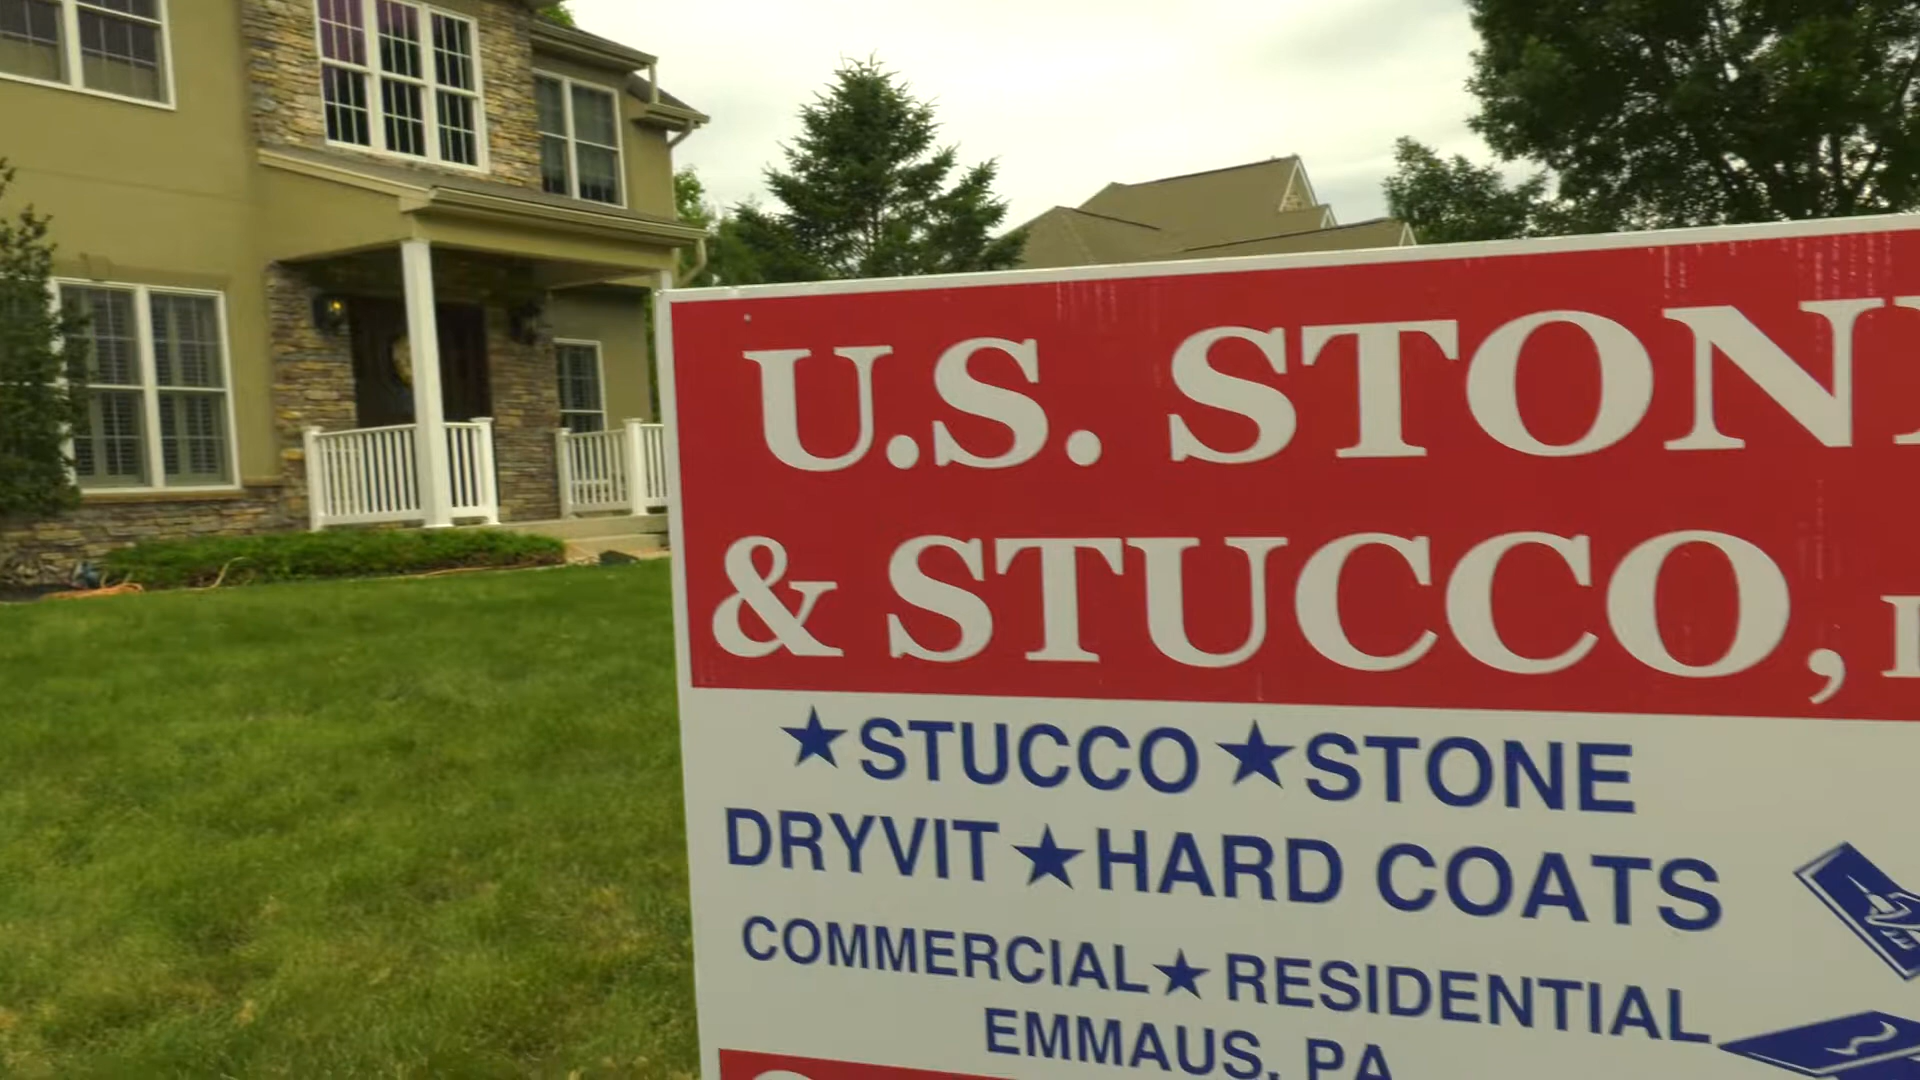 U.S. STON
& STUCCO,
★STUCCO ★STONE
DRYVIT★HARD COATS
COMMERCIAL★RESIDENTIAL
EMMAUS, PA